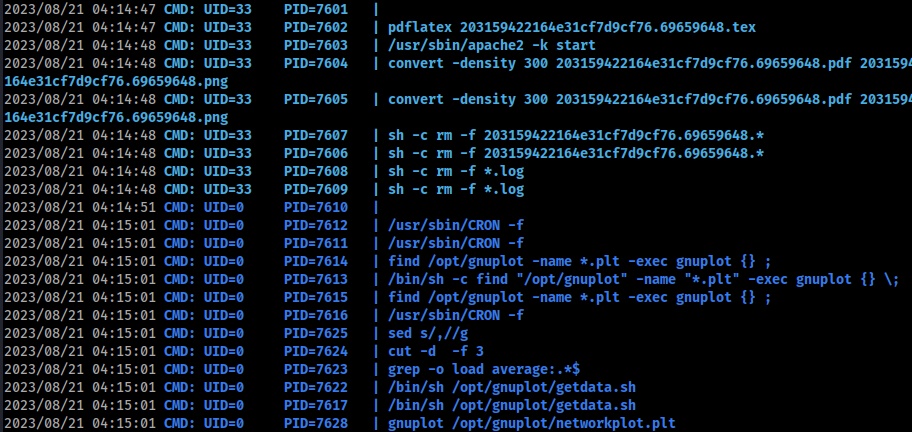 2023/08/21 04:14:47 CMD: UID=33    PID=7601   |
2023/08/21 04:14:47 CMD: UID=33    PID=7602   | pdflatex 203159422164e31cf7d9cf76.69659648.tex
2023/08/21 04:14:48 CMD: UID=33    PID=7603   | /usr/sbin/apache2 -k start
2023/08/21 04:14:48 CMD: UID=33    PID=7604   | convert -density 300 203159422164e31cf7d9cf76.69659648.pdf 20315942
164e31cf7d9cf76.69659648.png
2023/08/21 04:14:48 CMD: UID=33    PID=7605   | convert -density 300 203159422164e31cf7d9cf76.69659648.pdf 20315942
164e31cf7d9cf76.69659648.png
2023/08/21 04:14:48 CMD: UID=33    PID=7607   | sh -c rm -f 203159422164e31cf7d9cf76.69659648.*
2023/08/21 04:14:48 CMD: UID=33    PID=7606   | sh -c rm -f 203159422164e31cf7d9cf76.69659648.*
2023/08/21 04:14:48 CMD: UID=33    PID=7608   | sh -c rm -f *.log
2023/08/21 04:14:48 CMD: UID=33    PID=7609   | sh -c rm -f *.log
2023/08/21 04:14:51 CMD: UID=0     PID=7610   |
2023/08/21 04:15:01 CMD: UID=0     PID=7612   | /usr/sbin/CRON -f
2023/08/21 04:15:01 CMD: UID=0     PID=7611   | /usr/sbin/CRON -f
2023/08/21 04:15:01 CMD: UID=0     PID=7614   | find /opt/gnuplot -name *.plt -exec gnuplot {} ;
2023/08/21 04:15:01 CMD: UID=0     PID=7613   | /bin/sh -c find "/opt/gnuplot" -name "*.plt" -exec gnuplot {} \;
2023/08/21 04:15:01 CMD: UID=0     PID=7615   | find /opt/gnuplot -name *.plt -exec gnuplot {} ;
2023/08/21 04:15:01 CMD: UID=0     PID=7616   | /usr/sbin/CRON -f
2023/08/21 04:15:01 CMD: UID=0     PID=7625   | sed s/,//g
2023/08/21 04:15:01 CMD: UID=0     PID=7624   | cut -d  -f 3
2023/08/21 04:15:01 CMD: UID=0     PID=7623   | grep -o load average:.*$
2023/08/21 04:15:01 CMD: UID=0     PID=7622   | /bin/sh /opt/gnuplot/getdata.sh
2023/08/21 04:15:01 CMD: UID=0     PID=7617   | /bin/sh /opt/gnuplot/getdata.sh
2023/08/21 04:15:01 CMD: UID=0     PID=7628   | gnuplot /opt/gnuplot/networkplot.plt